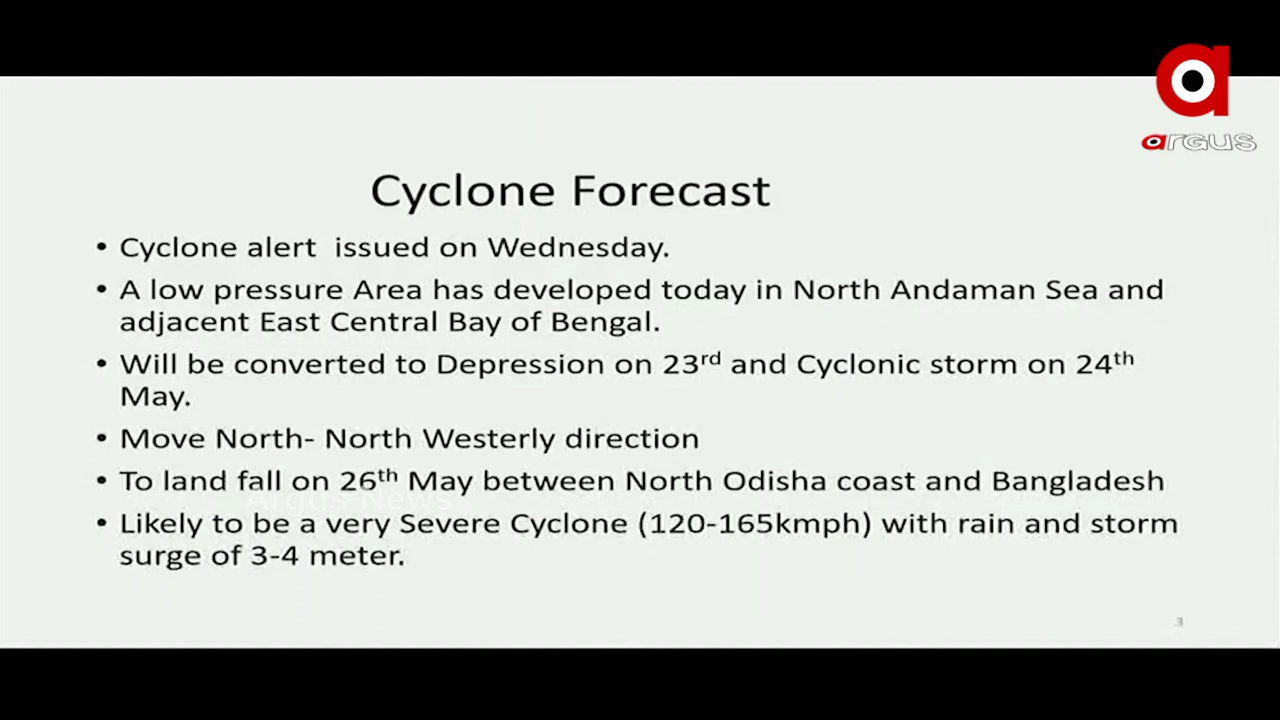 argus
Cyclone Forecast
• Cyclone alert  issued on Wednesday.
• A low pressure Area has developed today in North Andaman Sea and
adjacent East Central Bay of Bengal.
• Will be converted to Depression on 23rd and Cyclonic storm on 24th
May.
• Move North- North Westerly direction
• To land fall on 26th May between North Odisha coast and Bangladesh
Argus News
• Likely to be a very Severe Cyclone (120-165kmph) with rain and storm
surge of 3-4 meter.
3